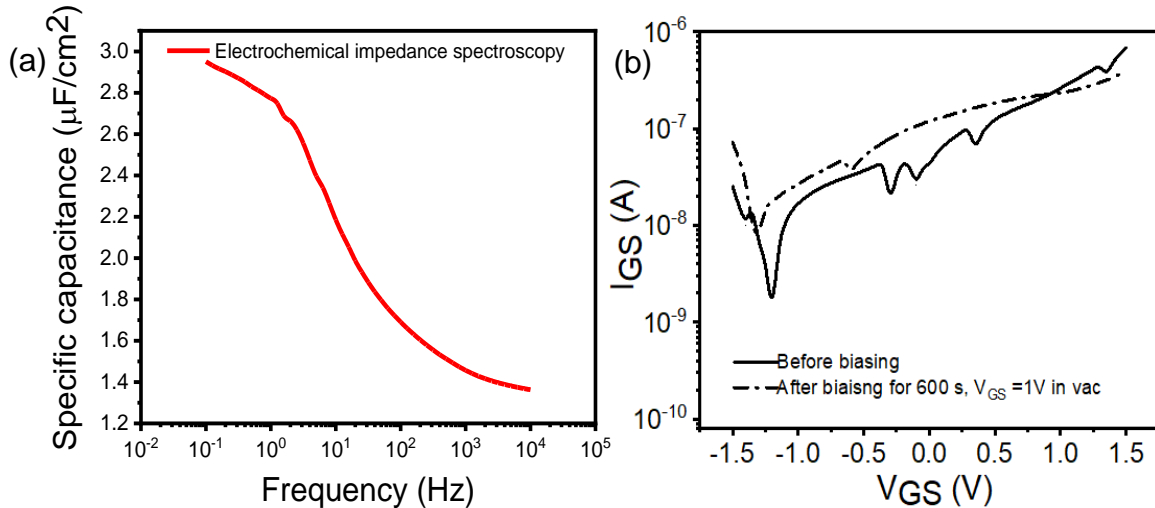 (a)
Specific capacitance (μF/cm²)
3.0
2.8
2.6
2.4
2.2
2.0
1.8
1.6
1.4
1.2
Electrochemical impedance spectroscopy
10⁻² 10⁻¹ 10⁰ 10¹ 10² 10³ 10⁴ 10⁵
Frequency (Hz)
(b)
I_GS (A)
10⁻⁶
10⁻⁷
10⁻⁸
10⁻⁹
10⁻¹⁰
Before biasing
After biaisng for 600 s, V_GS =1V in vac
-1.5 -1.0 -0.5 0.0 0.5 1.0 1.5
V_GS (V)